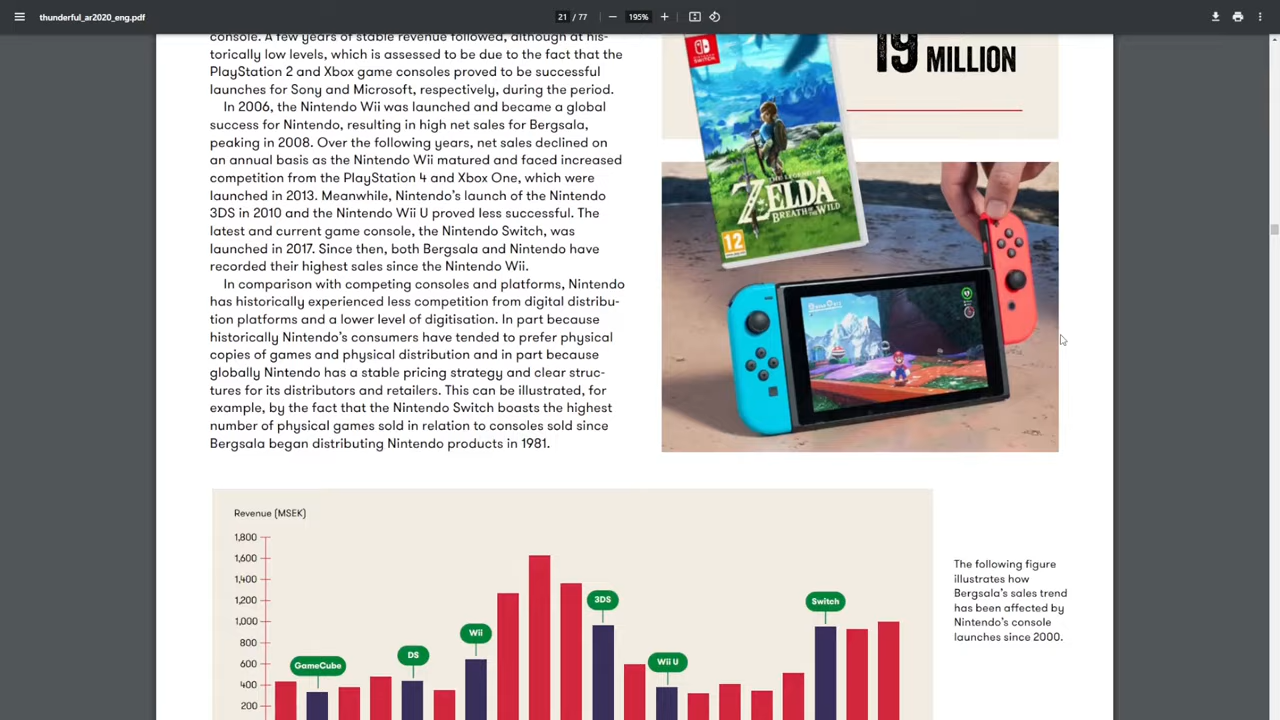 thunderful_ar2020_eng.pdf
21 / 77
195%
console. A few years of stable revenue followed, although at his-
torically low levels, which is assessed to be due to the fact that the
PlayStation 2 and Xbox game consoles proved to be successful
launches for Sony and Microsoft, respectively, during the period.
In 2006, the Nintendo Wii was launched and became a global
success for Nintendo, resulting in high net sales for Bergsala,
peaking in 2008. Over the following years, net sales declined on
an annual basis as the Nintendo Wii matured and faced increased
competition from the PlayStation 4 and Xbox One, which were
launched in 2013. Meanwhile, Nintendo's launch of the Nintendo
3DS in 2010 and the Nintendo Wii U proved less successful. The
latest and current game console, the Nintendo Switch, was
launched in 2017. Since then, both Bergsala and Nintendo have
recorded their highest sales since the Nintendo Wii.
In comparison with competing consoles and platforms, Nintendo
has historically experienced less competition from digital distribu-
tion platforms and a lower level of digitisation. In part because
historically Nintendo's consumers have tended to prefer physical
copies of games and physical distribution and in part because
globally Nintendo has a stable pricing strategy and clear struc-
tures for its distributors and retailers. This can be illustrated, for
example, by the fact that the Nintendo Switch boasts the highest
number of physical games sold in relation to consoles sold since
Bergsala began distributing Nintendo products in 1981.
19 MILLION
THE LEGEND OF
ZELDA
BREATH OF THE WILD
12
Revenue (MSEK)
1,800
1,600
1,400
1,200
1,000
800
600
400
200
GameCube
DS
Wii
3DS
Wii U
Switch
The following figure
illustrates how
Bergsala's sales trend
has been affected by
Nintendo's console
launches since 2000.